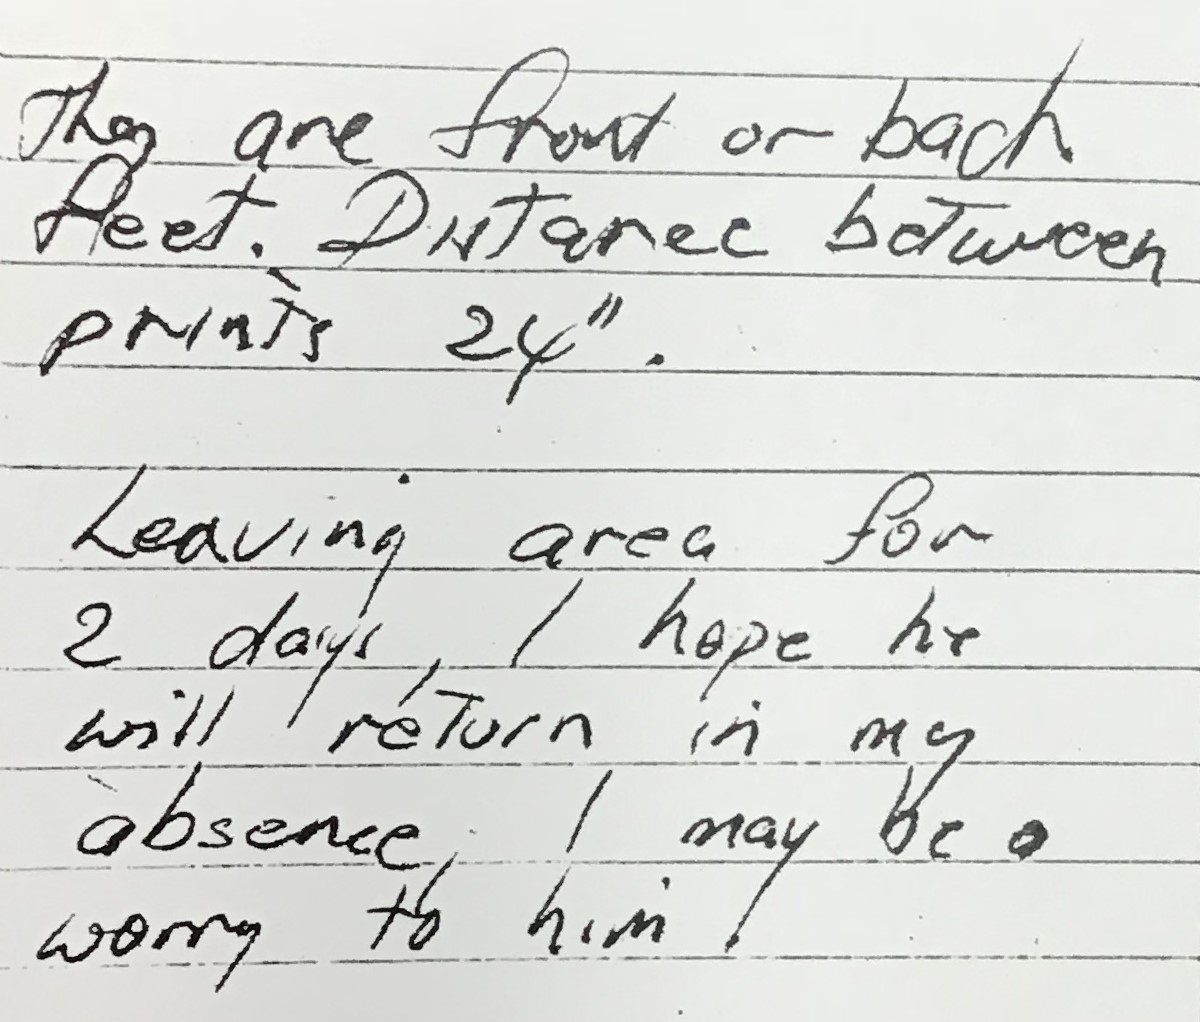 They are front or back
feet. Distance between
prints 24".
Leaving area for
2 days, I hope he
will return in my
absence, I may be a
worry to him!